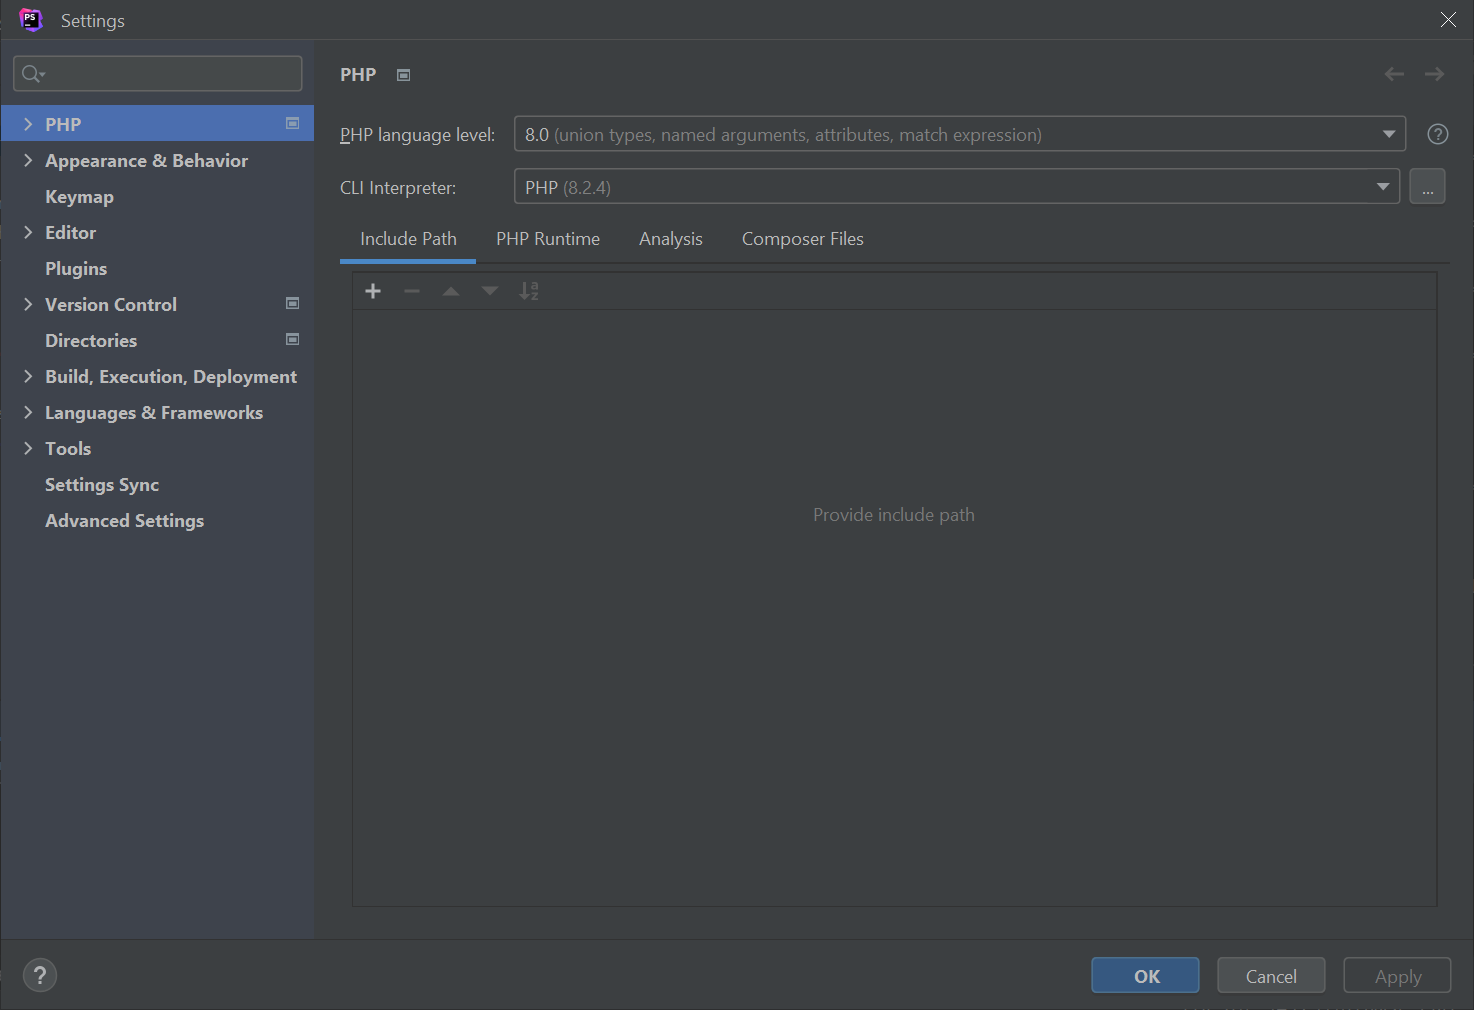 PS
Settings
PHP
Appearance & Behavior
Keymap
Editor
Plugins
Version Control
Directories
Build, Execution, Deployment
Languages & Frameworks
Tools
Settings Sync
Advanced Settings
PHP
PHP language level: 8.0 (union types, named arguments, attributes, match expression) ?
CLI Interpreter: PHP (8.2.4) ...
Include Path PHP Runtime Analysis Composer Files
Provide include path
? OK Cancel Apply